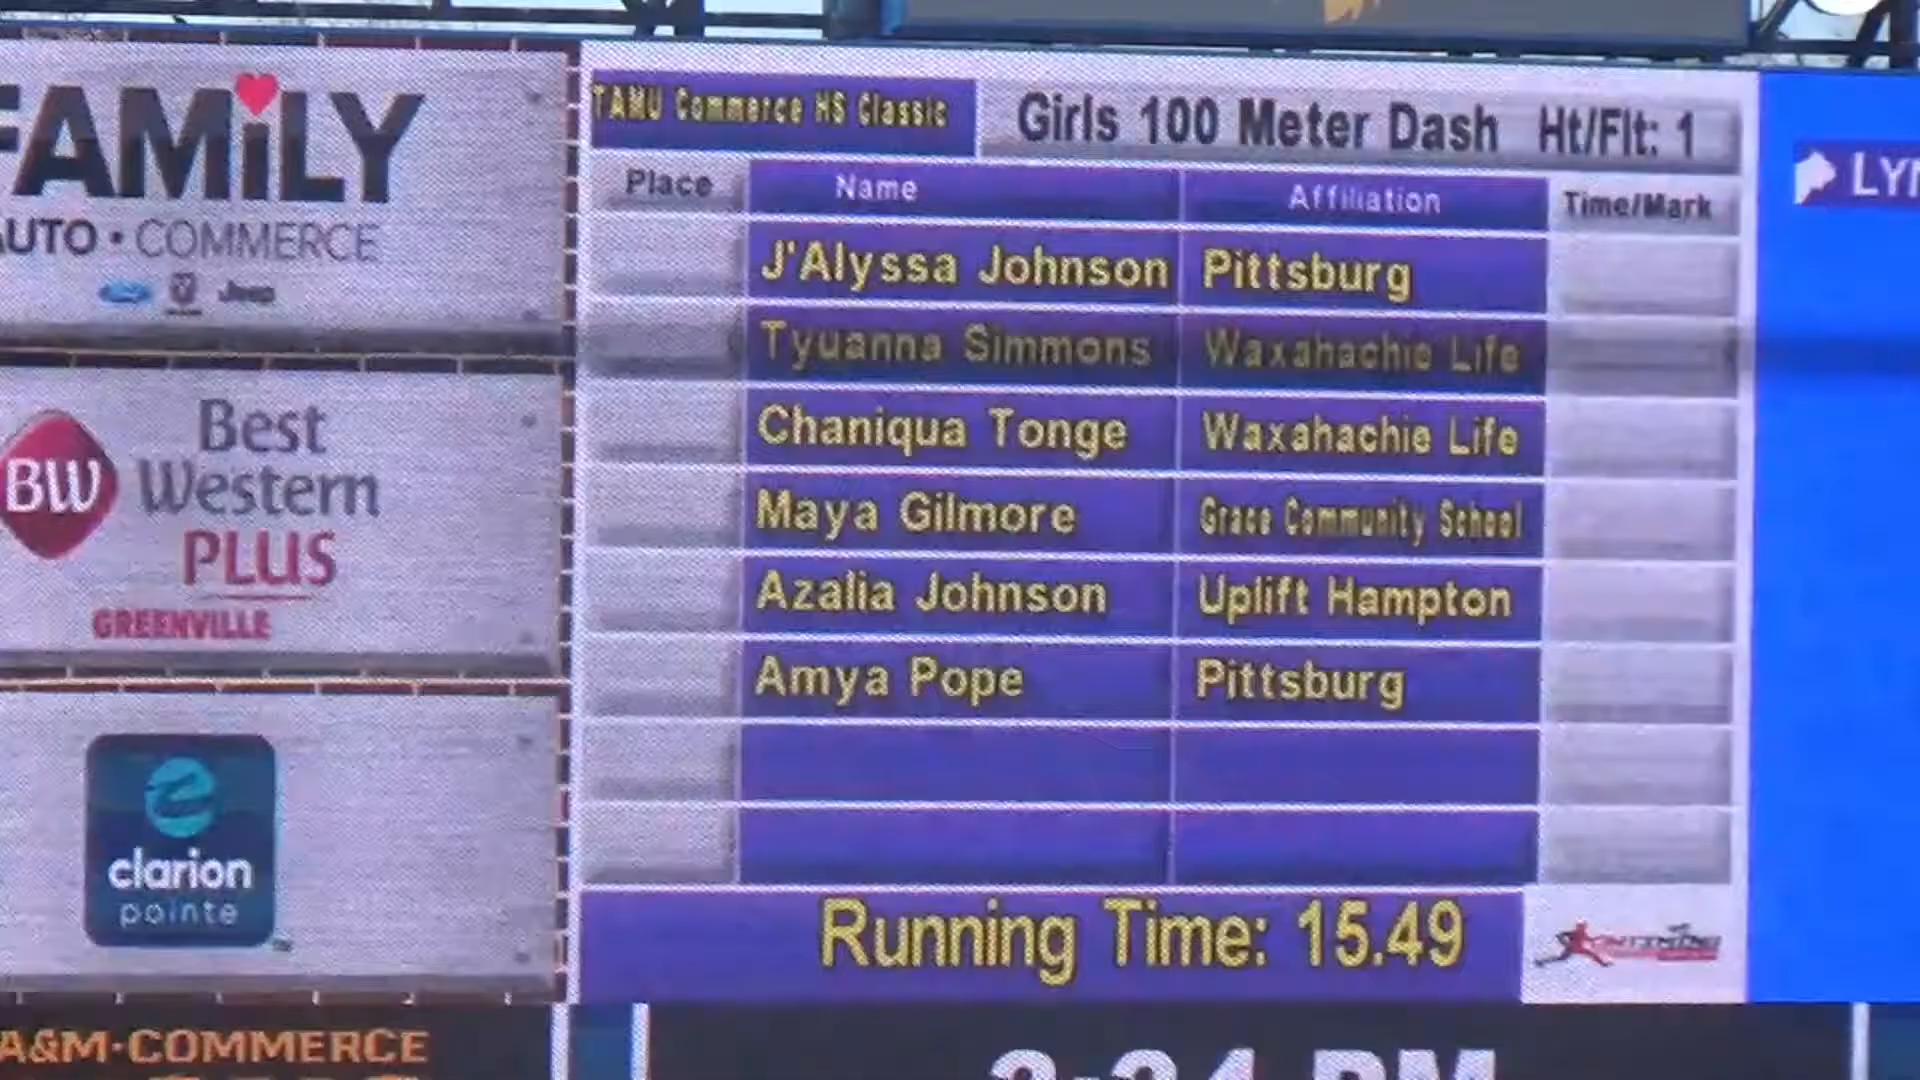 FAMiLY
AUTO • COMMERCE
Ford
Jeep
Best
Western
PLUS
BW
GREENVILLE
clarion
pointe
A&M-COMMERCE
TAMU Commerce HS Classic
Girls 100 Meter Dash Ht/Flt: 1
Place Name Affiliation Time/Mark
J'Alyssa Johnson Pittsburg
Tyuanna Simmons Waxahachie Life
Chaniqua Tonge Waxahachie Life
Maya Gilmore Grace Community School
Azalia Johnson Uplift Hampton
Amya Pope Pittsburg
Running Time: 15.49
PM